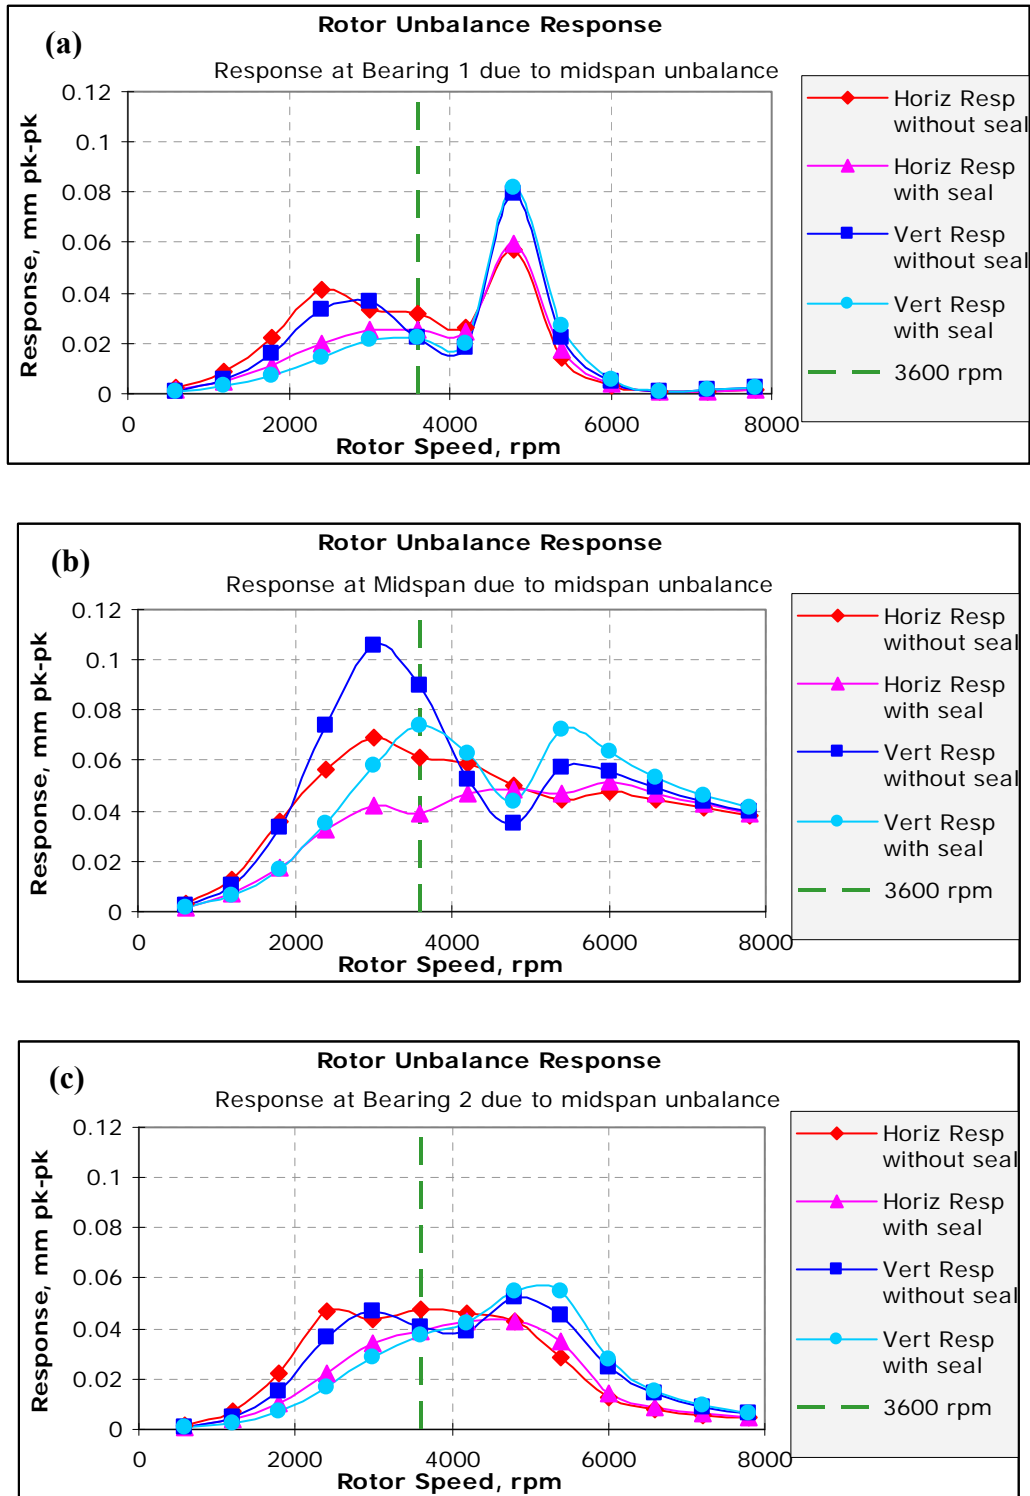 (a)
Rotor Unbalance Response
Response at Bearing 1 due to midspan unbalance
Response, mm pk-pk
0.12
0.1
0.08
0.06
0.04
0.02
0
0
2000
4000
6000
8000
Rotor Speed, rpm
Horiz Resp
without seal
Horiz Resp
with seal
Vert Resp
without seal
Vert Resp
with seal
3600 rpm
(b)
Rotor Unbalance Response
Response at Midspan due to midspan unbalance
Response, mm pk-pk
0.12
0.1
0.08
0.06
0.04
0.02
0
0
2000
4000
6000
8000
Rotor Speed, rpm
Horiz Resp
without seal
Horiz Resp
with seal
Vert Resp
without seal
Vert Resp
with seal
3600 rpm
(c)
Rotor Unbalance Response
Response at Bearing 2 due to midspan unbalance
Response, mm pk-pk
0.12
0.1
0.08
0.06
0.04
0.02
0
0
2000
4000
6000
8000
Rotor Speed, rpm
Horiz Resp
without seal
Horiz Resp
with seal
Vert Resp
without seal
Vert Resp
with seal
3600 rpm